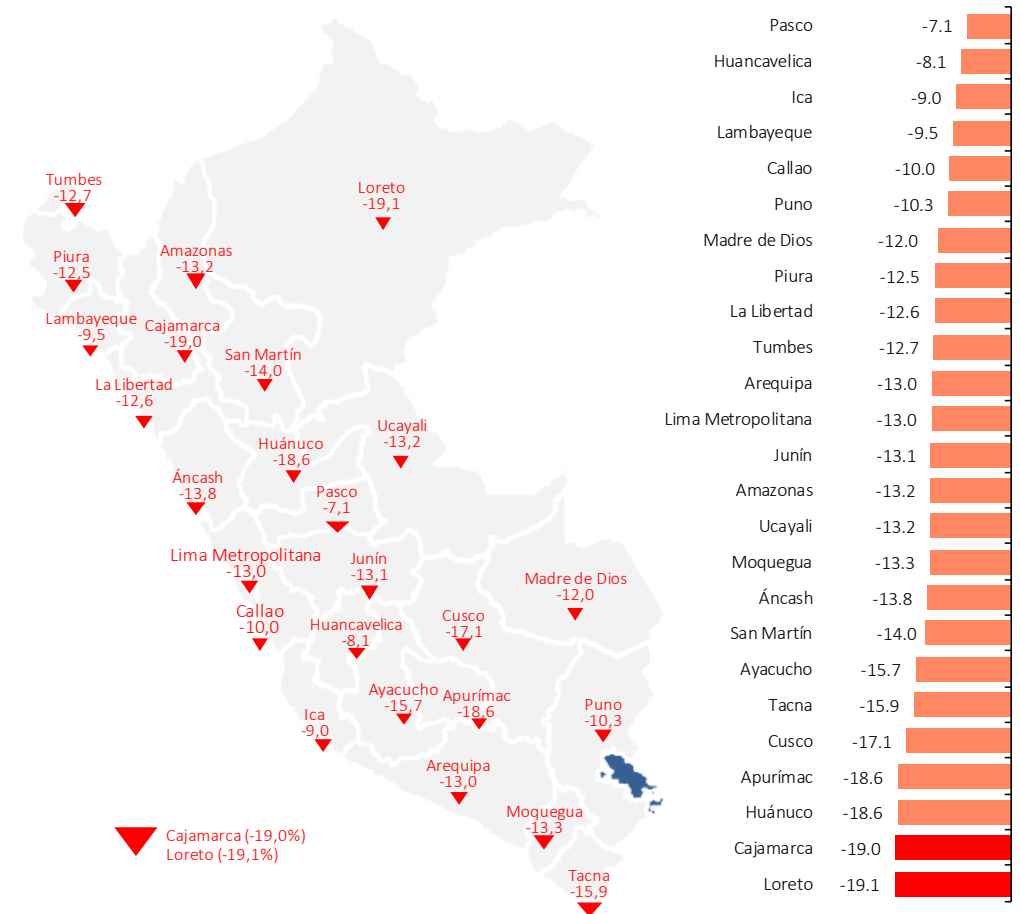 Tumbes
-12,7
Loreto
-19,1
Piura
-12,5
Amazonas
-13,2
Lambayeque
-9,5
Cajamarca
-19,0
San Martín
-14,0
La Libertad
-12,6
Ucayali
-13,2
Huánuco
-18,6
Áncash
-13,8
Pasco
-7,1
Lima Metropolitana
-13,0
Junín
-13,1
Madre de Dios
-12,0
Callao
-10,0
Huancavelica
-8,1
Cusco
-17,1
Ayacucho
-15,7
Apurímac
-18,6
Puno
-10,3
Ica
-9,0
Arequipa
-13,0
Moquegua
-13,3
Tacna
-15,9
Cajamarca (-19,0%)
Loreto (-19,1%)
Pasco -7.1
Huancavelica -8.1
Ica -9.0
Lambayeque -9.5
Callao -10.0
Puno -10.3
Madre de Dios -12.0
Piura -12.5
La Libertad -12.6
Tumbes -12.7
Arequipa -13.0
Lima Metropolitana -13.0
Junín -13.1
Amazonas -13.2
Ucayali -13.2
Moquegua -13.3
Áncash -13.8
San Martín -14.0
Ayacucho -15.7
Tacna -15.9
Cusco -17.1
Apurímac -18.6
Huánuco -18.6
Cajamarca -19.0
Loreto -19.1